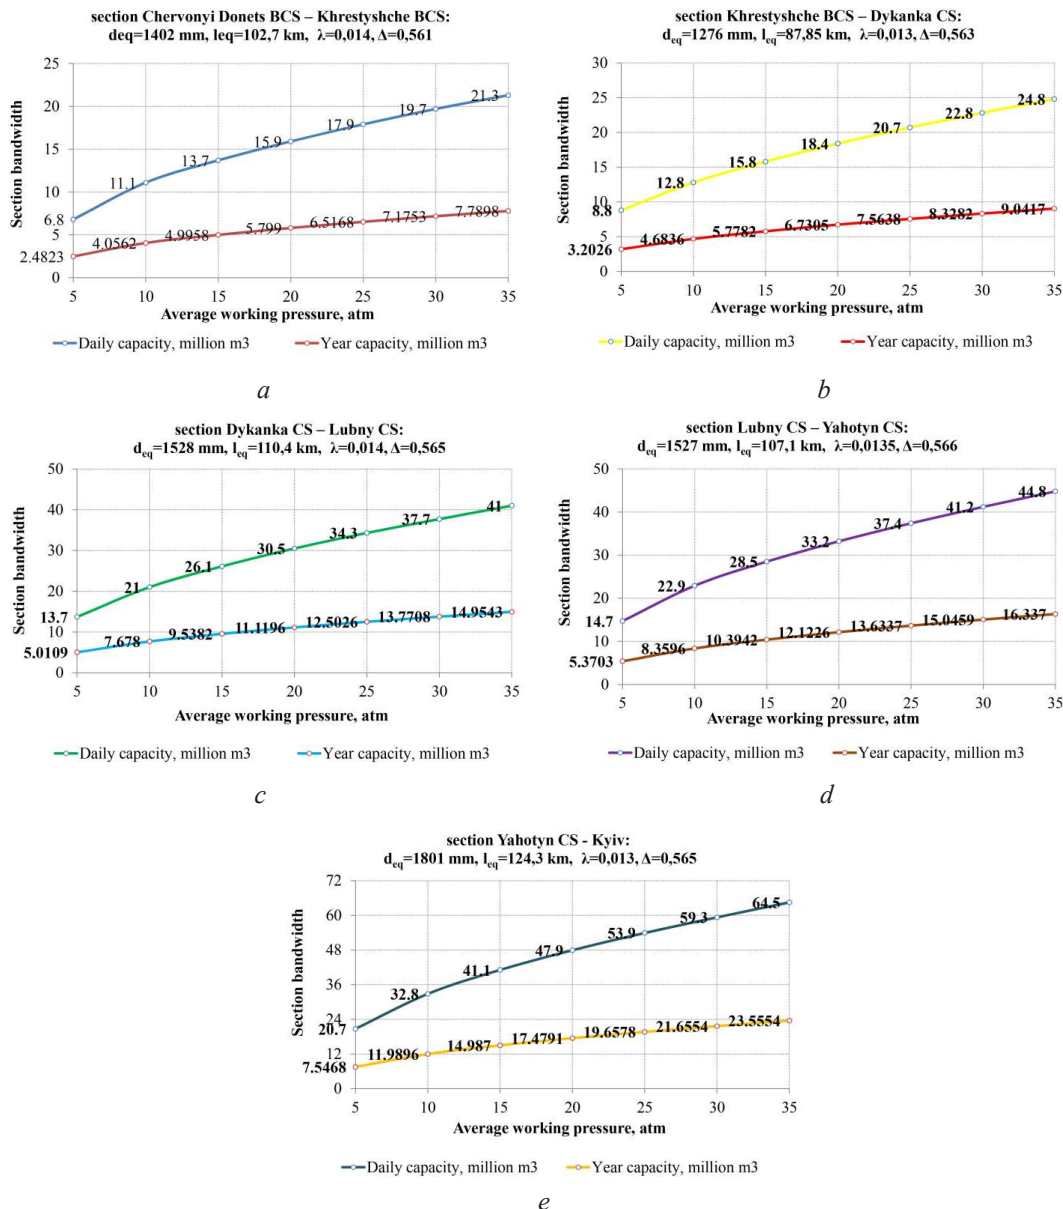 section Chervonyi Donets BCS – Khrestyshche BCS:
deq=1402 mm, leq=102,7 km, λ=0,014, Δ=0,561
Section bandwidth
25
20
15
10
5
0
6.8
11.1
13.7
15.9
17.9
19.7
21.3
2.4823
4.0562
4.9958
5.799
6.5168
7.1753
7.7898
5 10 15 20 25 30 35
Average working pressure, atm
Daily capacity, million m3 Year capacity, million m3
a
section Khrestyshche BCS – Dykanka CS:
deq=1276 mm, leq=87,85 km, λ=0,013, Δ=0,563
Section bandwidth
30
25
20
15
10
5
0
8.8
12.8
15.8
18.4
20.7
22.8
24.8
3.2026
4.6836
5.7782
6.7305
7.5638
8.3282
9.0417
5 10 15 20 25 30 35
Average working pressure, atm
Daily capacity, million m3 Year capacity, million m3
b
section Dykanka CS – Lubny CS:
deq=1528 mm, leq=110,4 km, λ=0,014, Δ=0,565
Section bandwidth
50
40
30
20
10
0
13.7
21
26.1
30.5
34.3
37.7
41
5.0109
7.678
9.5382
11.1196
12.5026
13.7708
14.9543
5 10 15 20 25 30 35
Average working pressure, atm
Daily capacity, million m3 Year capacity, million m3
c
section Lubny CS – Yahotyn CS:
deq=1527 mm, leq=107,1 km, λ=0,0135, Δ=0,566
Section bandwidth
50
40
30
20
10
0
14.7
22.9
28.5
33.2
37.4
41.2
44.8
5.3703
8.3596
10.3942
12.1226
13.6337
15.0459
16.337
5 10 15 20 25 30 35
Average working pressure, atm
Daily capacity, million m3 Year capacity, million m3
d
section Yahotyn CS - Kyiv:
deq=1801 mm, leq=124,3 km, λ=0,013, Δ=0,565
Section bandwidth
72
60
48
36
24
12
0
20.7
32.8
41.1
47.9
53.9
59.3
64.5
7.5468
11.9896
14.987
17.4791
19.6578
21.6554
23.5554
5 10 15 20 25 30 35
Average working pressure, atm
Daily capacity, million m3 Year capacity, million m3
e